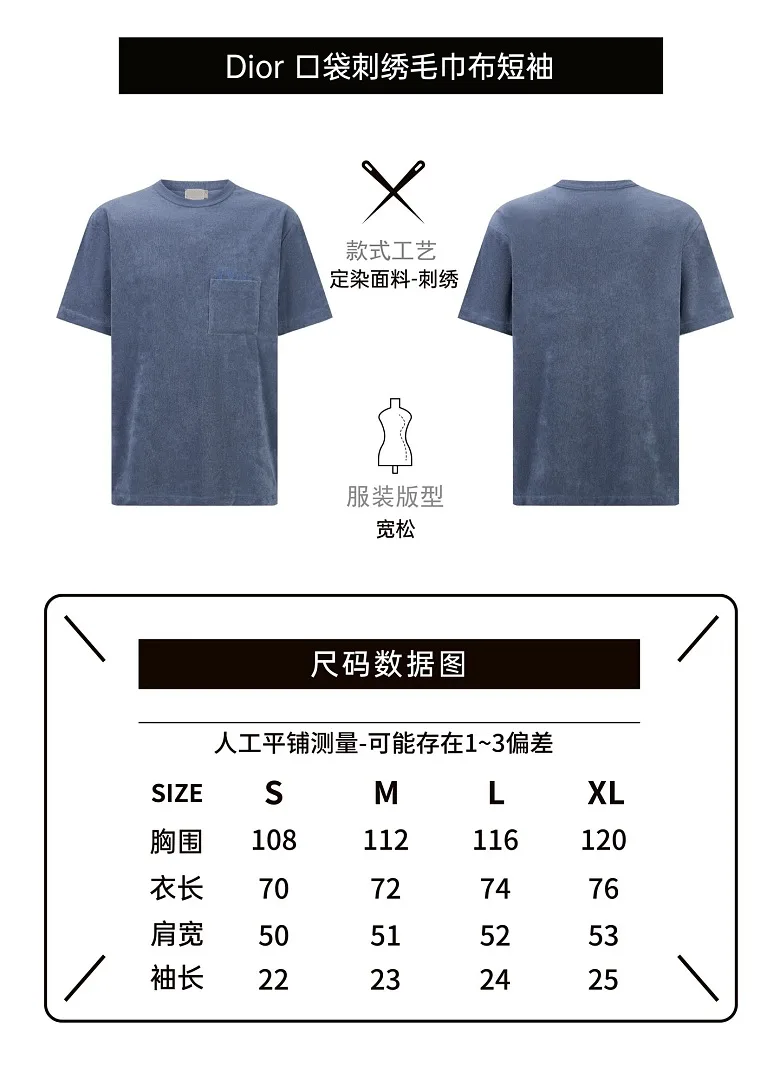 Dior 口袋刺绣毛巾布短袖
款式工艺
定染面料-刺绣
服装版型
宽松
尺码数据图
人工平铺测量-可能存在1~3偏差
SIZE S M L XL
胸围 108 112 116 120
衣长 70 72 74 76
肩宽 50 51 52 53
袖长 22 23 24 25